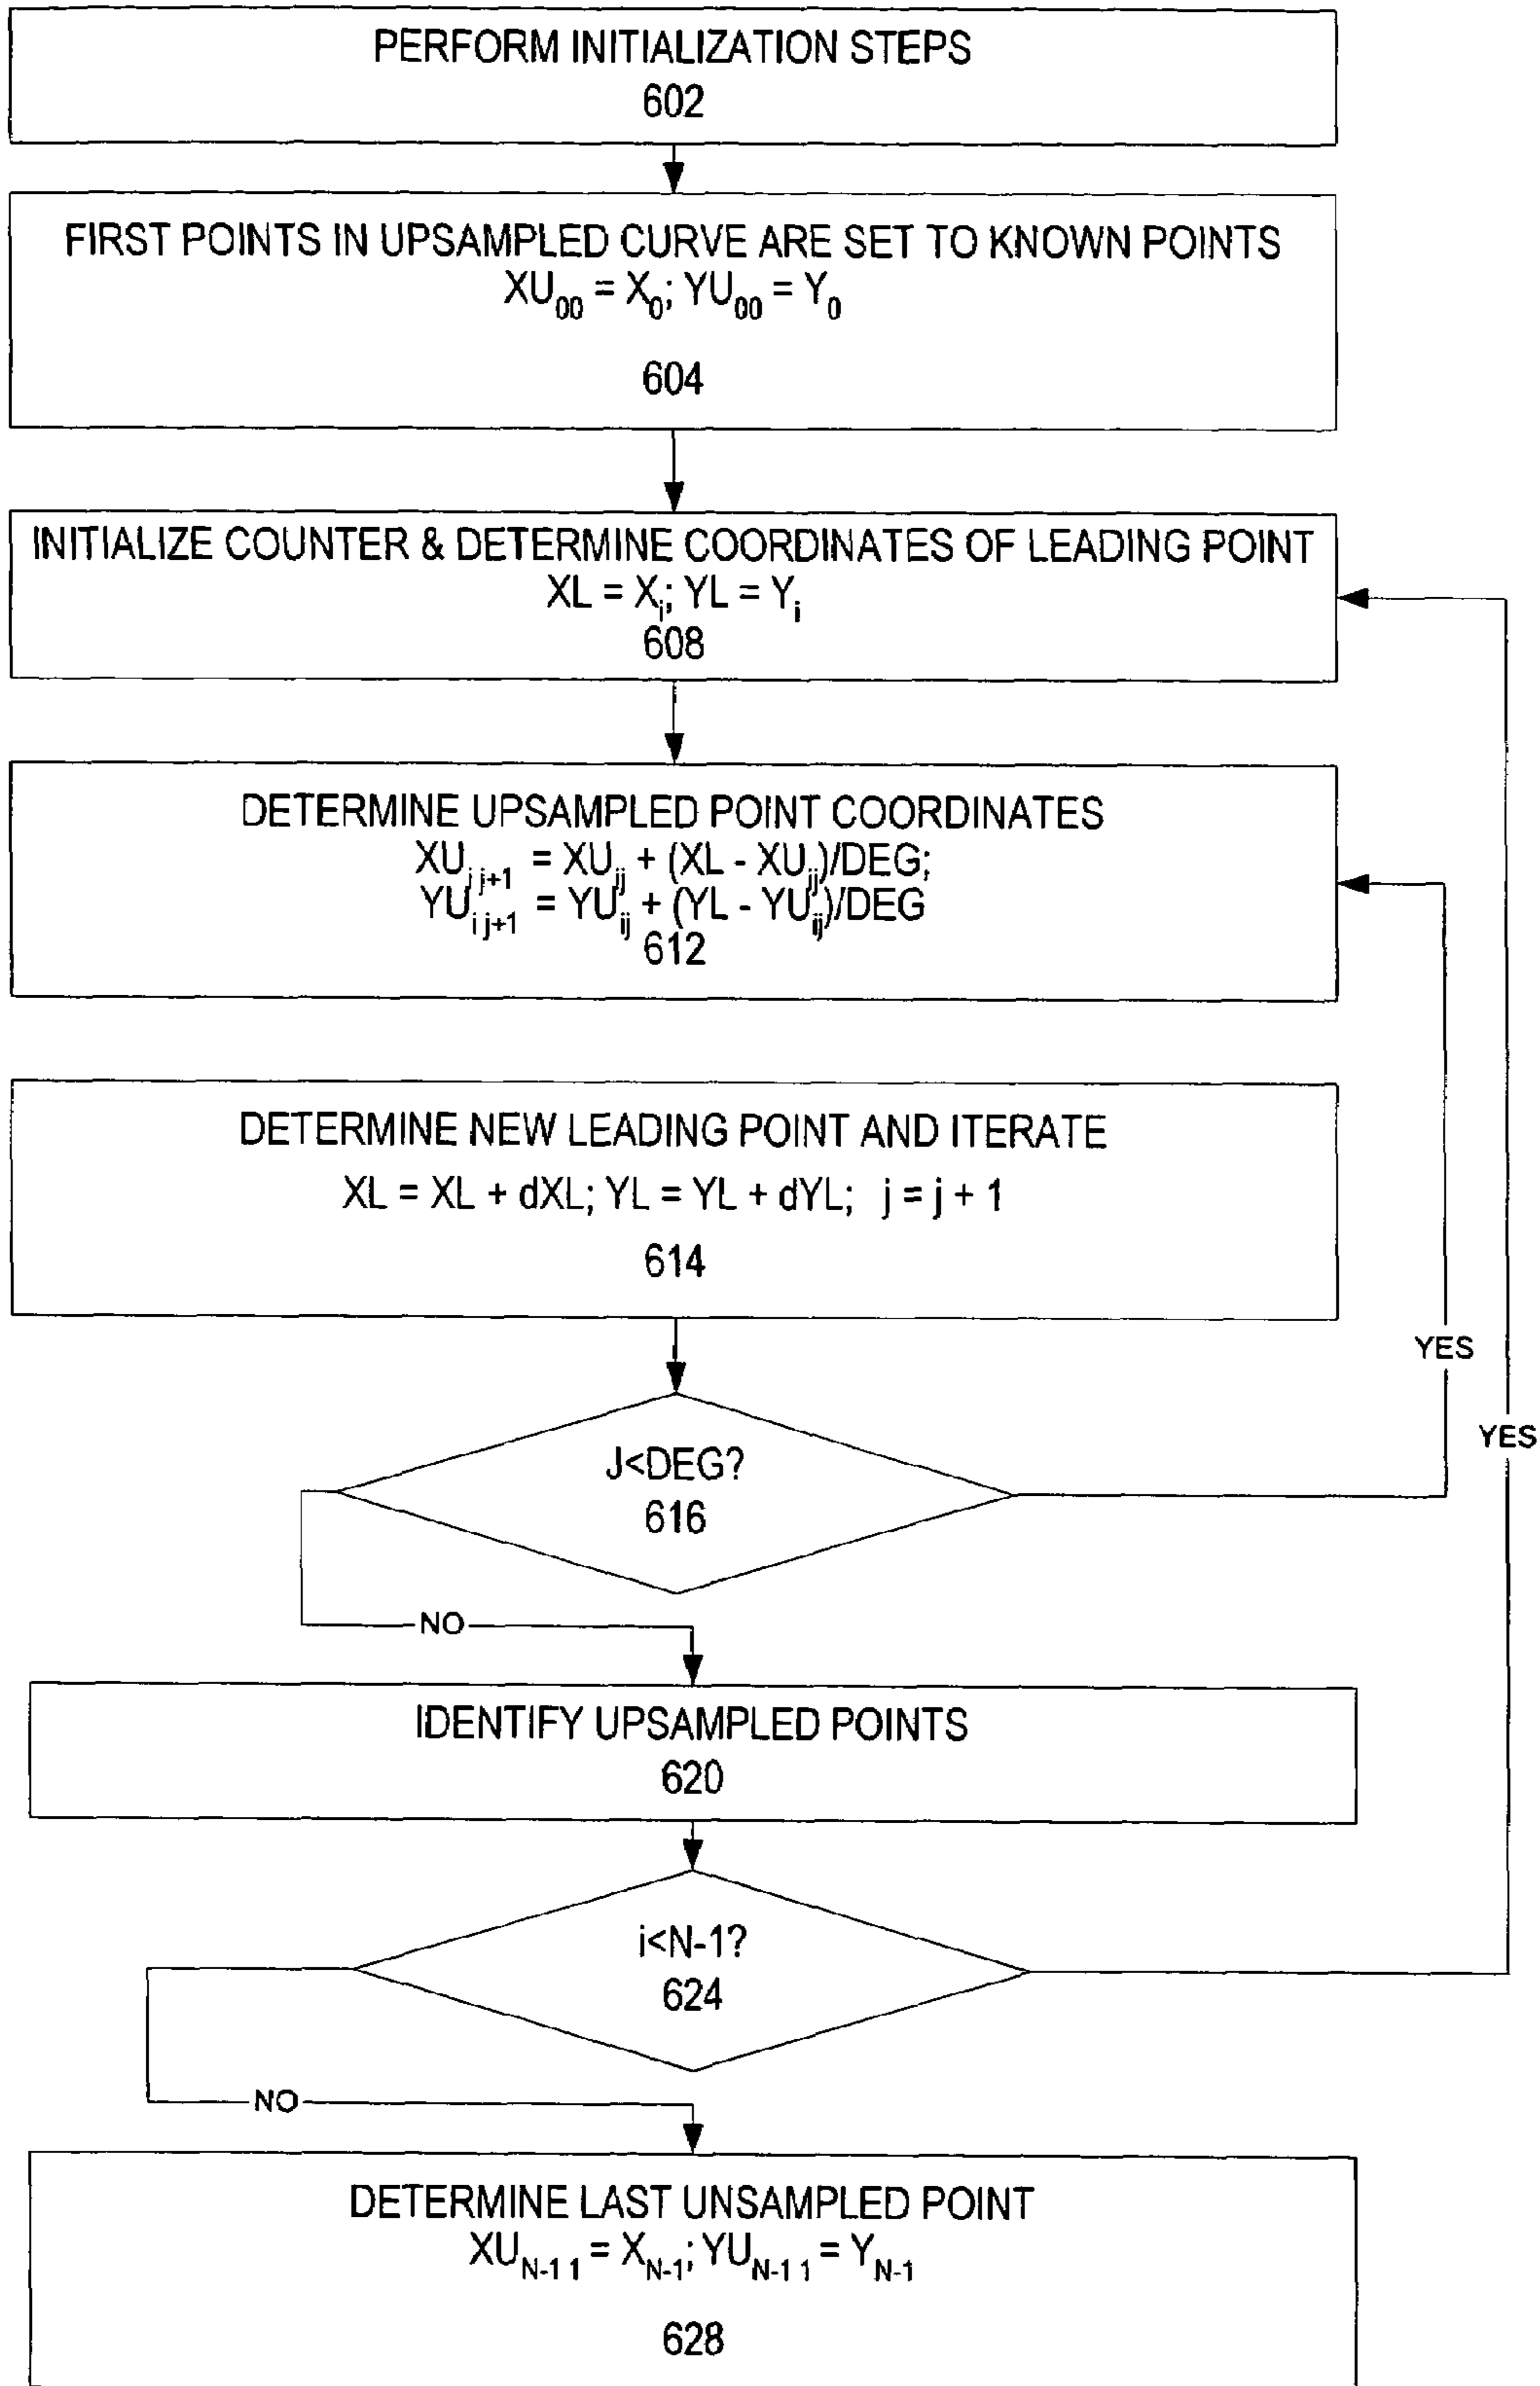 PERFORM INITIALIZATION STEPS
602
FIRST POINTS IN UPSAMPLED CURVE ARE SET TO KNOWN POINTS
XU₀₀ = X₀; YU₀₀ = Y₀
604
INITIALIZE COUNTER & DETERMINE COORDINATES OF LEADING POINT
XL = Xᵢ; YL = Yᵢ
608
DETERMINE UPSAMPLED POINT COORDINATES
XUᵢ ⱼ₊₁ = XUᵢⱼ + (XL - XUᵢⱼ)/DEG;
YUᵢ ⱼ₊₁ = YUᵢⱼ + (YL - YUᵢⱼ)/DEG
612
DETERMINE NEW LEADING POINT AND ITERATE
XL = XL + dXL; YL = YL + dYL; j = j + 1
614
YES
YES
J<DEG?
616
NO
IDENTIFY UPSAMPLED POINTS
620
i<N-1?
624
NO
DETERMINE LAST UNSAMPLED POINT
XU_N-1 1 = X_N-1; YU_N-1 1 = Y_N-1
628